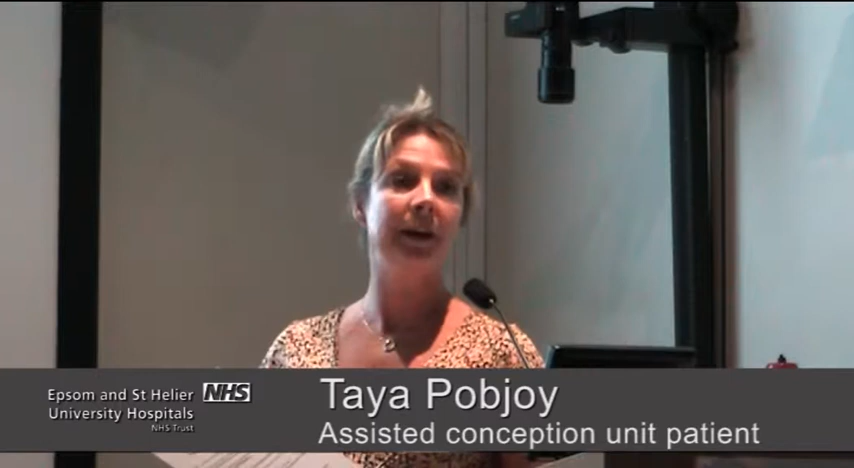 Epsom and St Helier NHS
University Hospitals
NHS Trust
Taya Pobjoy
Assisted conception unit patient